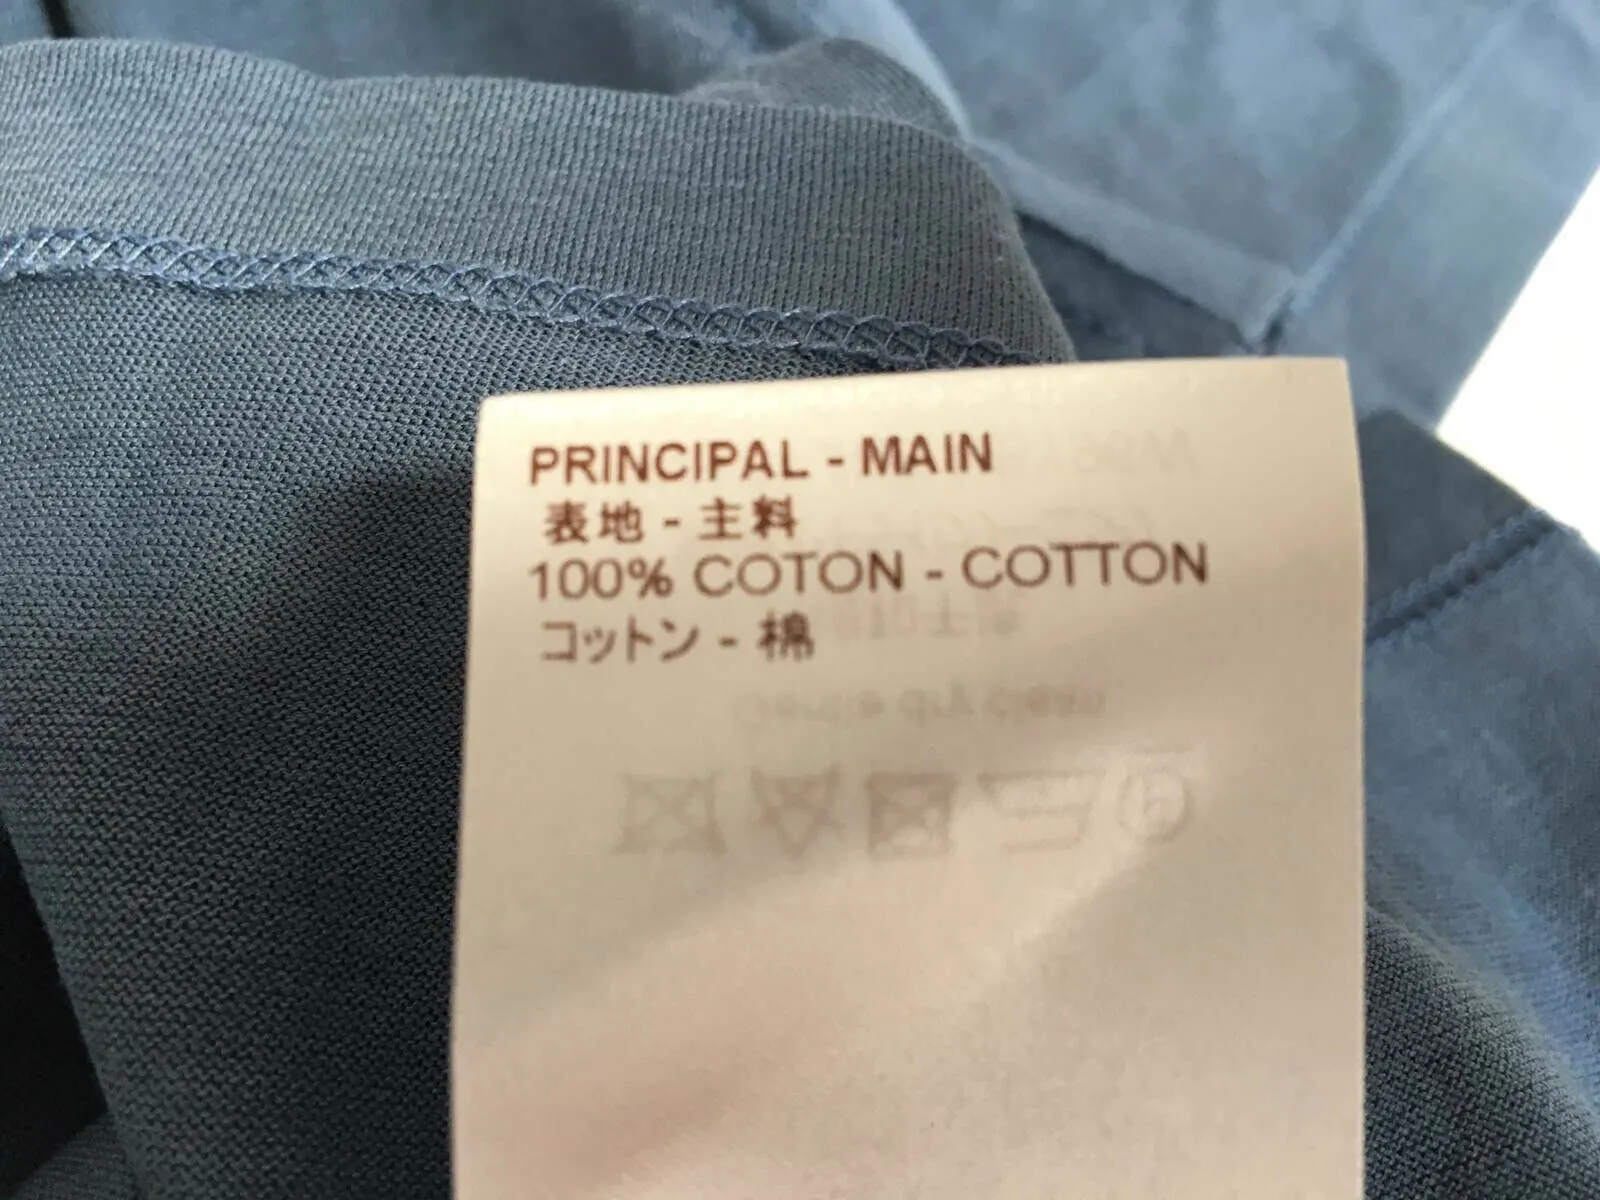 PRINCIPAL - MAIN
表地 - 主料
100% COTON - COTTON
コットン - 棉